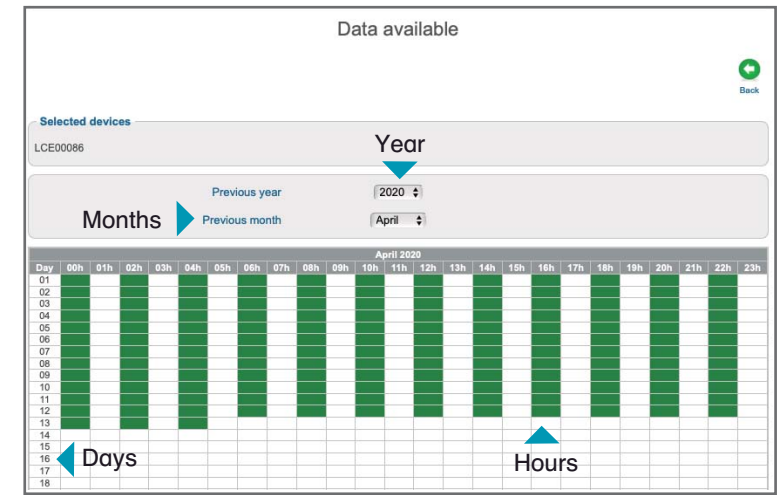 Data available
Back
Selected devices
LCE00086
Year
Previous year 2020
Months Previous month April
April 2020
Day 00h 01h 02h 03h 04h 05h 06h 07h 08h 09h 10h 11h 12h 13h 14h 15h 16h 17h 18h 19h 20h 21h 22h 23h
01
02
03
04
05
06
07
08
09
10
11
12
13
14
15
16 Days Hours
17
18